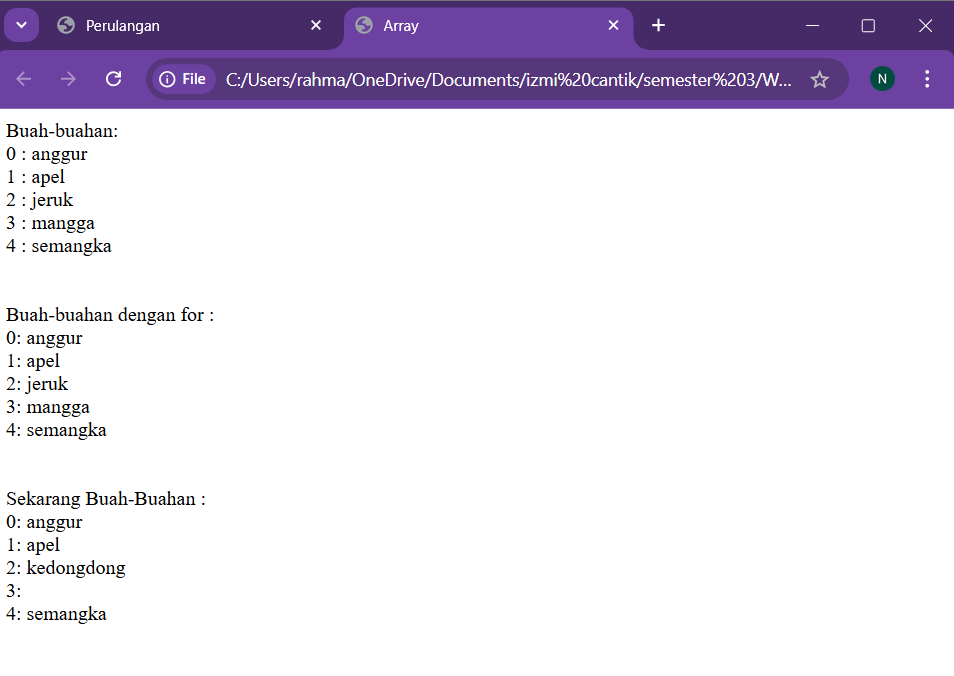 Perulangan
Array
File
C:/Users/rahma/OneDrive/Documents/izmi%20cantik/semester%203/W...
N
Buah-buahan:
0 : anggur
1 : apel
2 : jeruk
3 : mangga
4 : semangka
Buah-buahan dengan for :
0: anggur
1: apel
2: jeruk
3: mangga
4: semangka
Sekarang Buah-Buahan :
0: anggur
1: apel
2: kedongdong
3:
4: semangka